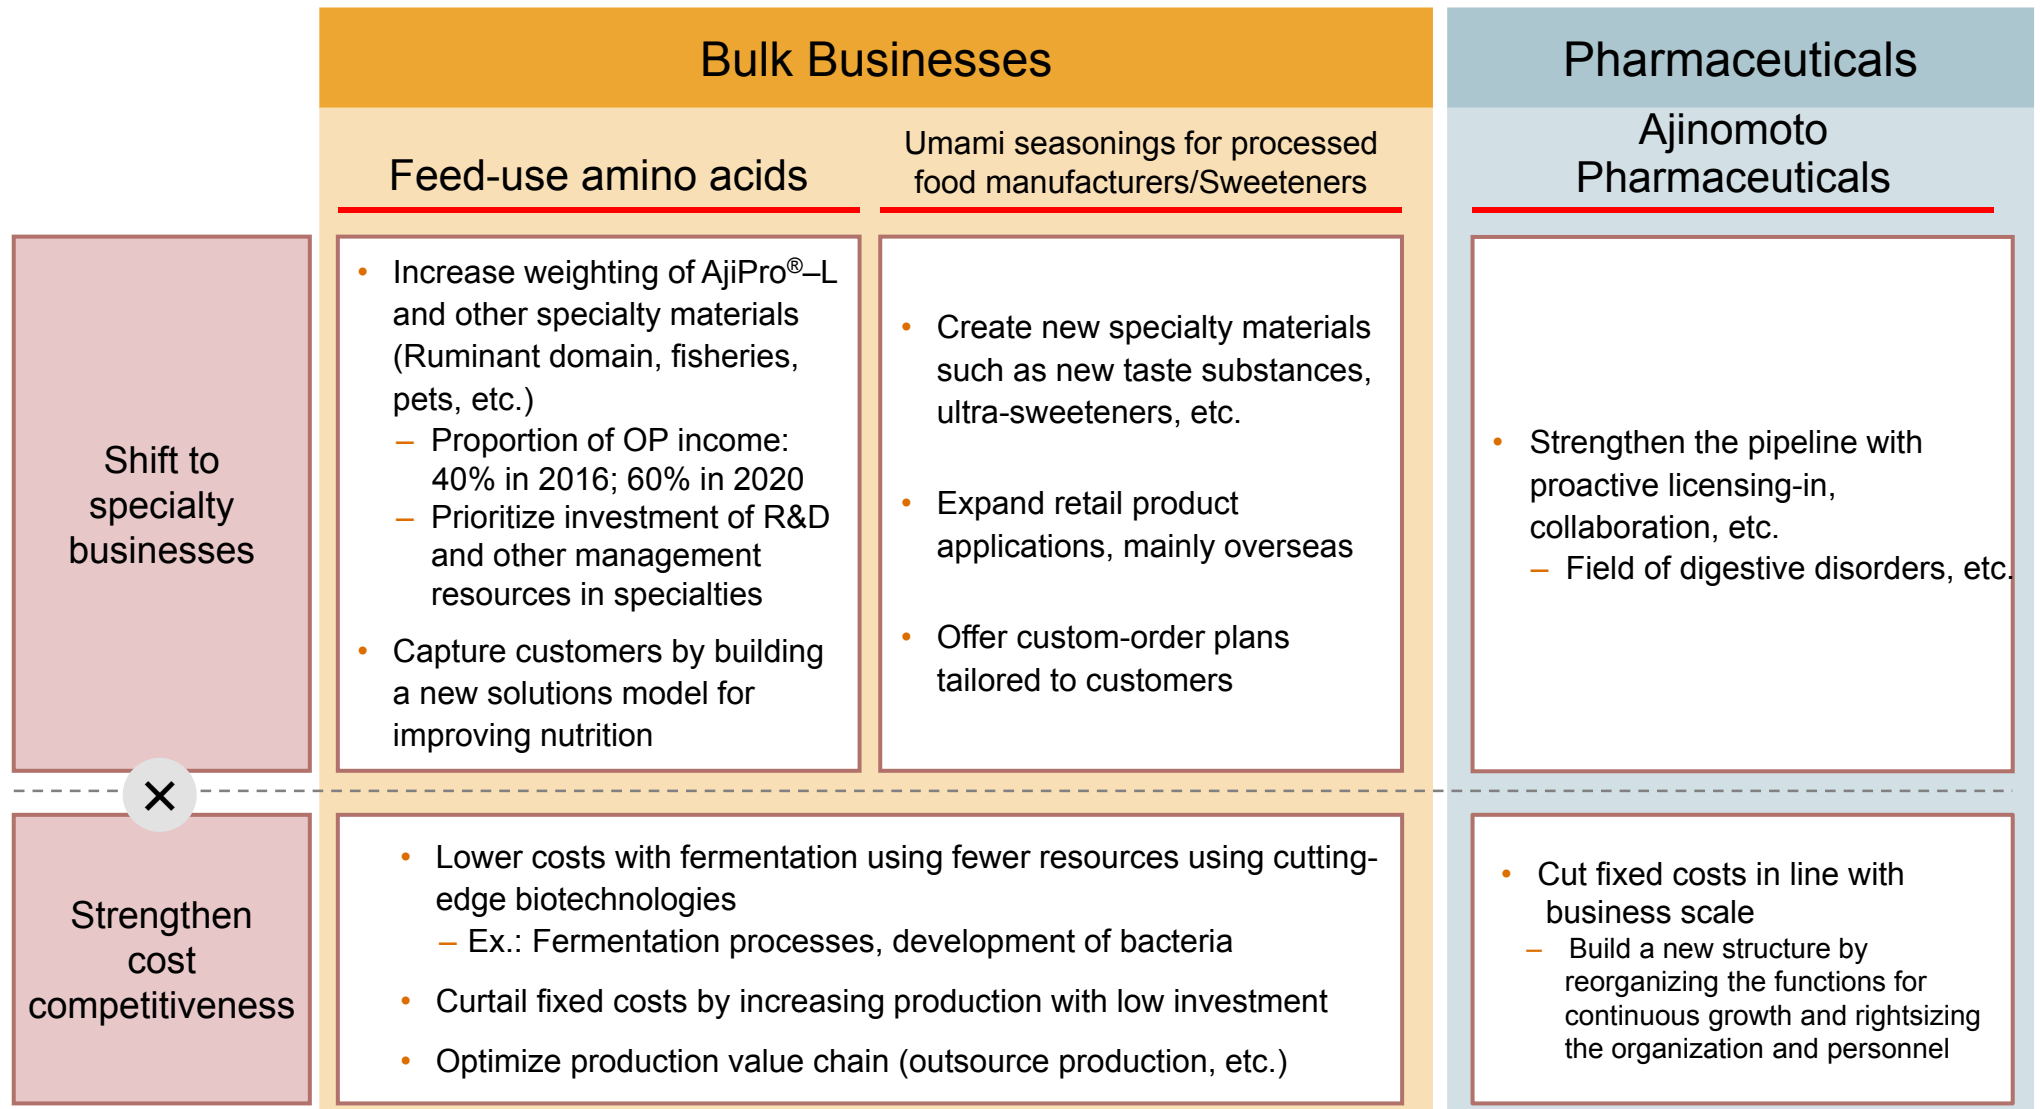 Bulk Businesses
Pharmaceuticals
Feed-use amino acids
Umami seasonings for processed
food manufacturers/Sweeteners
Ajinomoto
Pharmaceuticals
Shift to
specialty
businesses
• Increase weighting of AjiPro®–L
and other specialty materials
(Ruminant domain, fisheries,
pets, etc.)
– Proportion of OP income:
40% in 2016; 60% in 2020
– Prioritize investment of R&D
and other management
resources in specialties
• Capture customers by building
a new solutions model for
improving nutrition
• Create new specialty materials
such as new taste substances,
ultra-sweeteners, etc.
• Expand retail product
applications, mainly overseas
• Offer custom-order plans
tailored to customers
• Strengthen the pipeline with
proactive licensing-in,
collaboration, etc.
– Field of digestive disorders, etc.
×
Strengthen
cost
competitiveness
• Lower costs with fermentation using fewer resources using cutting-
edge biotechnologies
– Ex.: Fermentation processes, development of bacteria
• Curtail fixed costs by increasing production with low investment
• Optimize production value chain (outsource production, etc.)
• Cut fixed costs in line with
business scale
– Build a new structure by
reorganizing the functions for
continuous growth and rightsizing
the organization and personnel